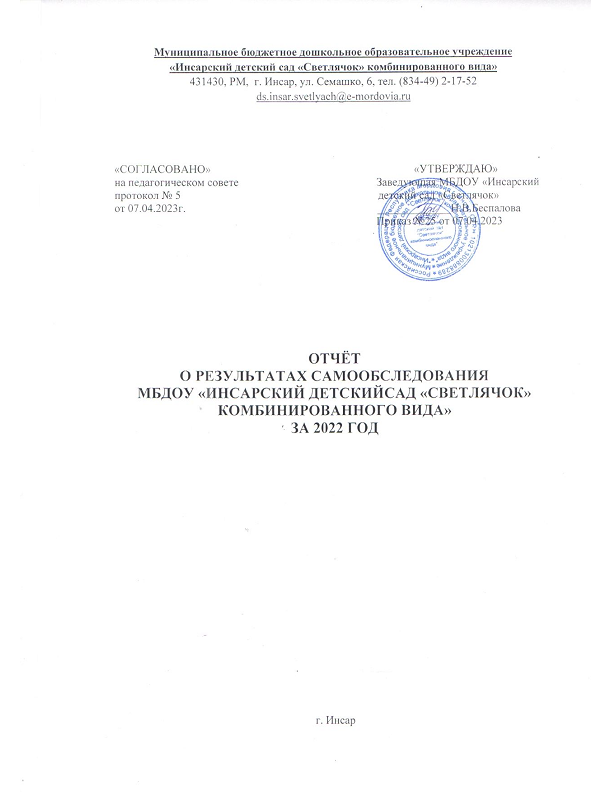 Муниципальное бюджетное дошкольное образовательное учреждение
«Инсарский детский сад «Светлячок» комбинированного вида»
431430, РМ,  г. Инсар, ул. Семашко, 6, тел. (834-49) 2-17-52
ds.insar.svetlyach@e-mordovia.ru
«СОГЛАСОВАНО»
на педагогическом совете
протокол № 5
от 07.04.2023г.
«УТВЕРЖДАЮ»
Заведующая МБДОУ «Инсарский
детский сад «Светлячок»
Н.В.Беспалова
Приказ №25 от 07.04.2023
ОТЧЁТ
О РЕЗУЛЬТАТАХ САМООБСЛЕДОВАНИЯ
МБДОУ «ИНСАРСКИЙ ДЕТСКИЙСАД «СВЕТЛЯЧОК»
КОМБИНИРОВАННОГО ВИДА»
ЗА 2022 ГОД
г. Инсар